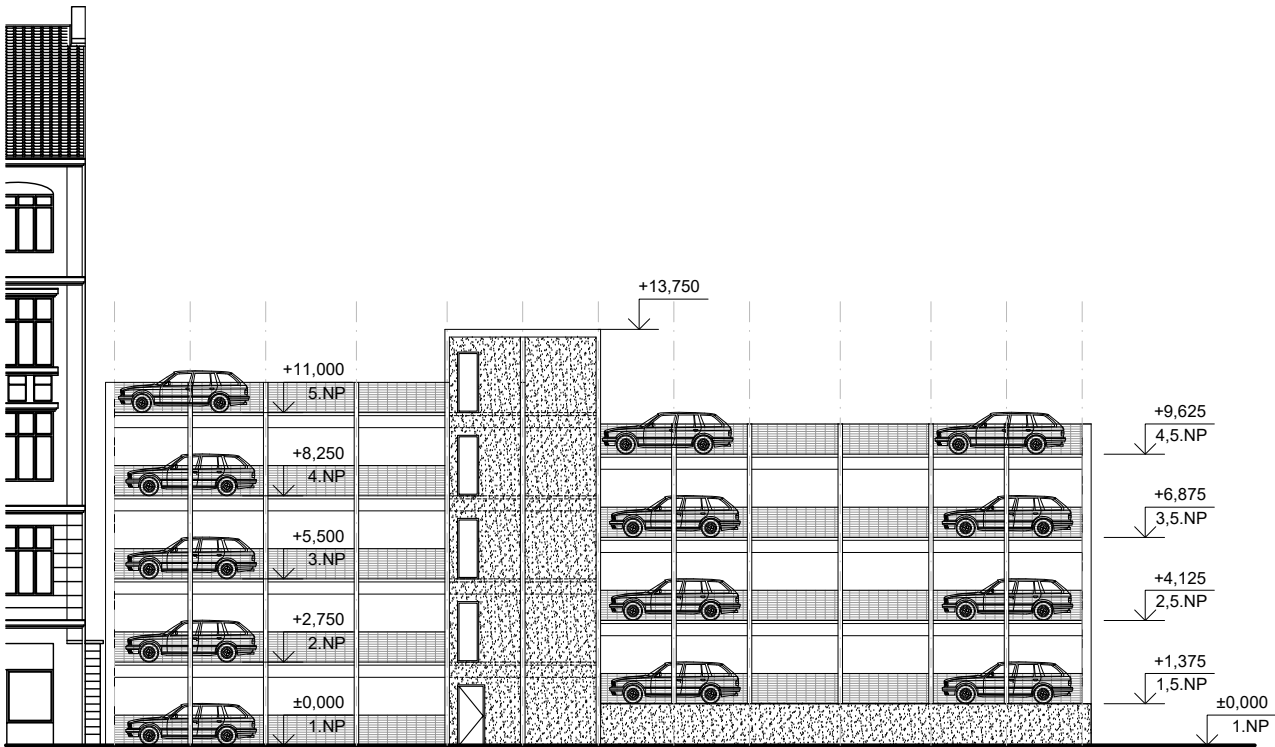 +13,750
+11,000
5.NP
+8,250
4.NP
+5,500
3.NP
+2,750
2.NP
±0,000
1.NP
+9,625
4,5.NP
+6,875
3,5.NP
+4,125
2,5.NP
+1,375
1,5.NP
±0,000
1.NP